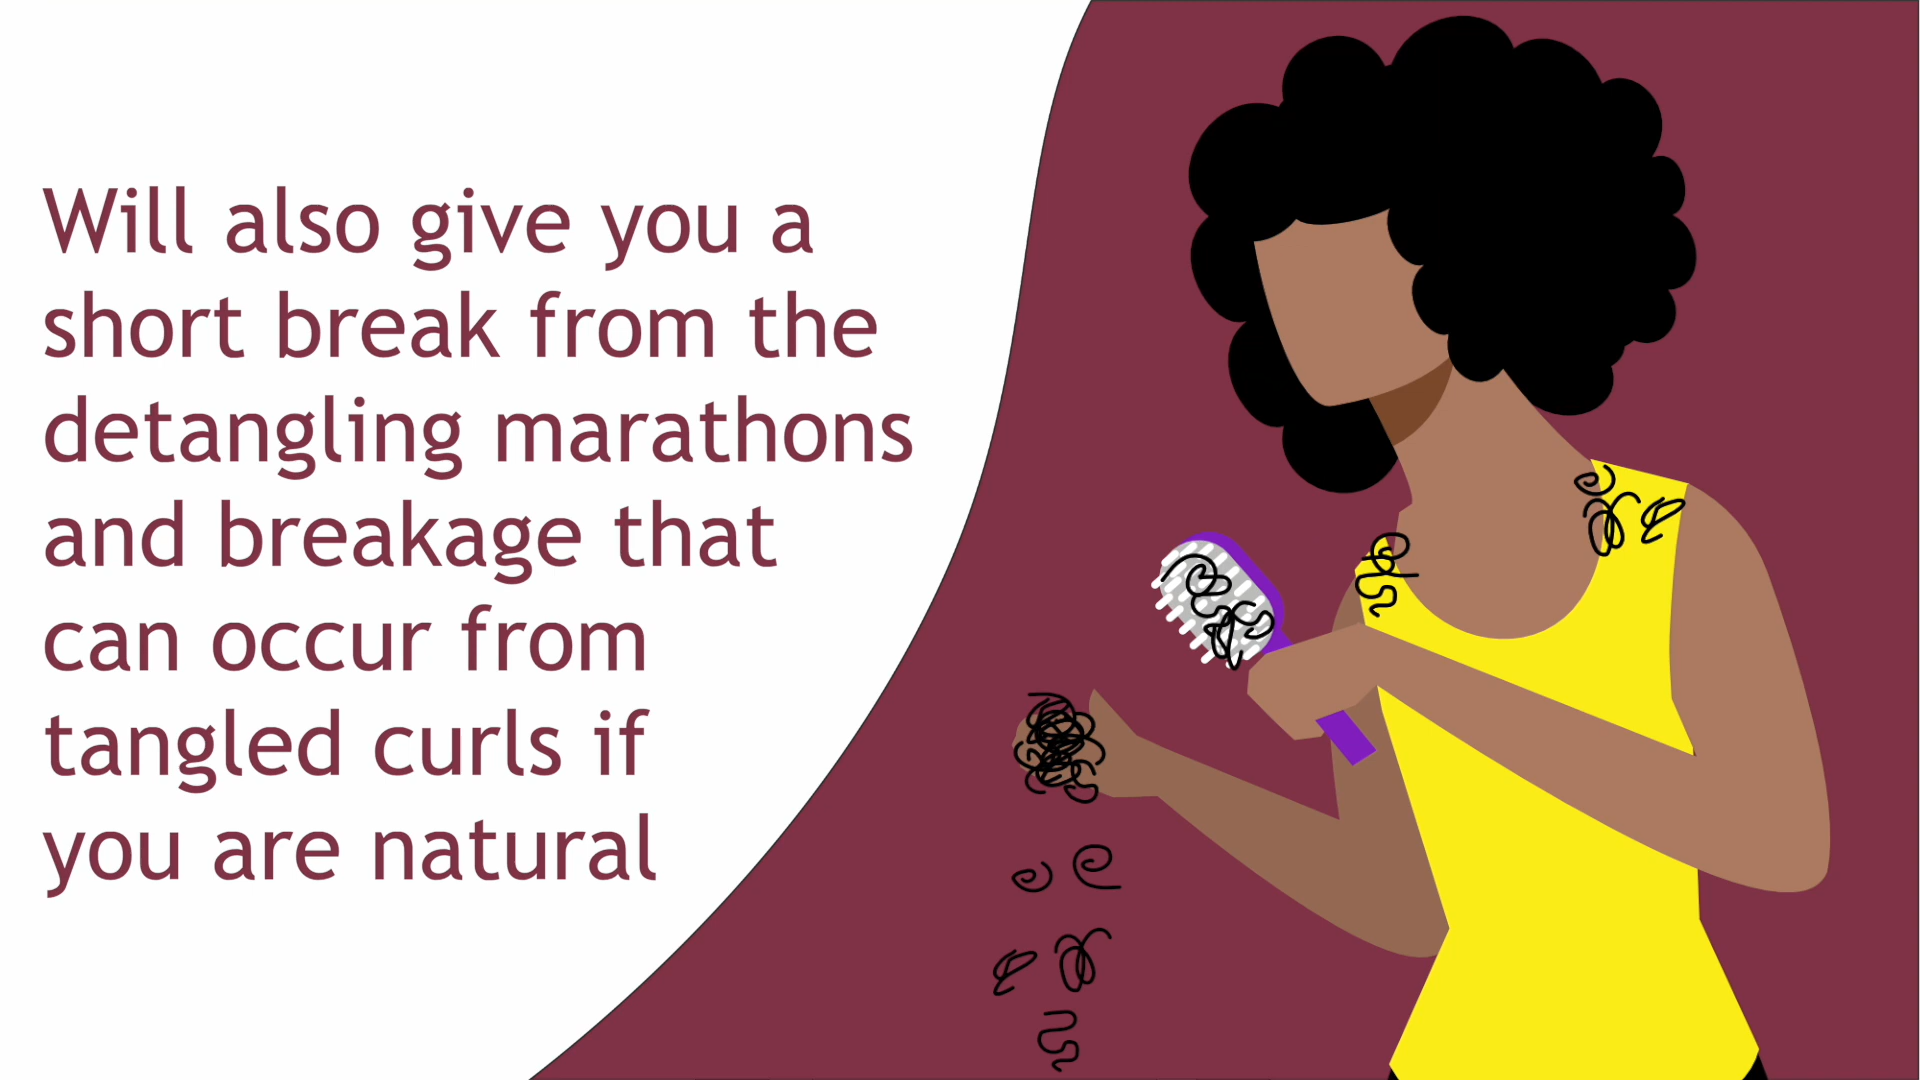 Will also give you a
short break from the
detangling marathons
and breakage that
can occur from
tangled curls if
you are natural